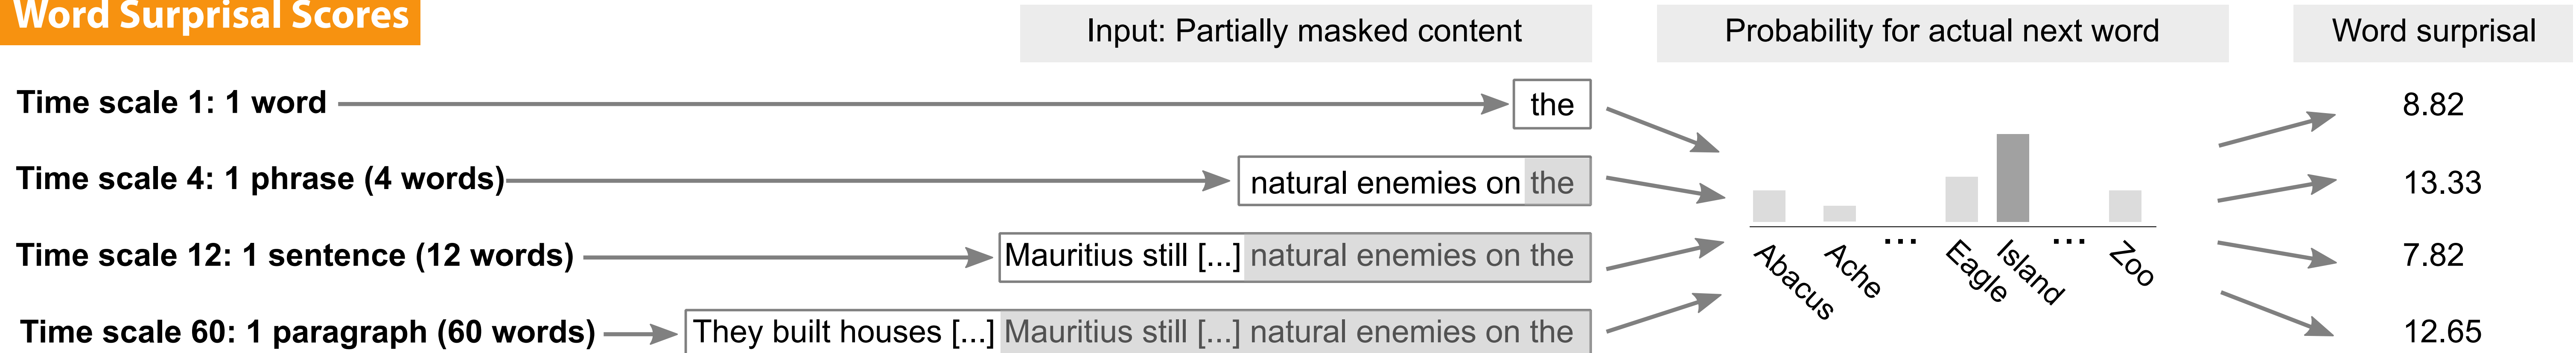 Word Surprisal Scores
Input: Partially masked content
Probability for actual next word
Word surprisal
Time scale 1: 1 word
the
8.82
Time scale 4: 1 phrase (4 words)
natural enemies on the
13.33
Time scale 12: 1 sentence (12 words)
Mauritius still [...] natural enemies on the
7.82
Time scale 60: 1 paragraph (60 words)
They built houses [...] Mauritius still [...] natural enemies on the
12.65
Abacus
Ache
...
Eagle
Island
...
Zoo